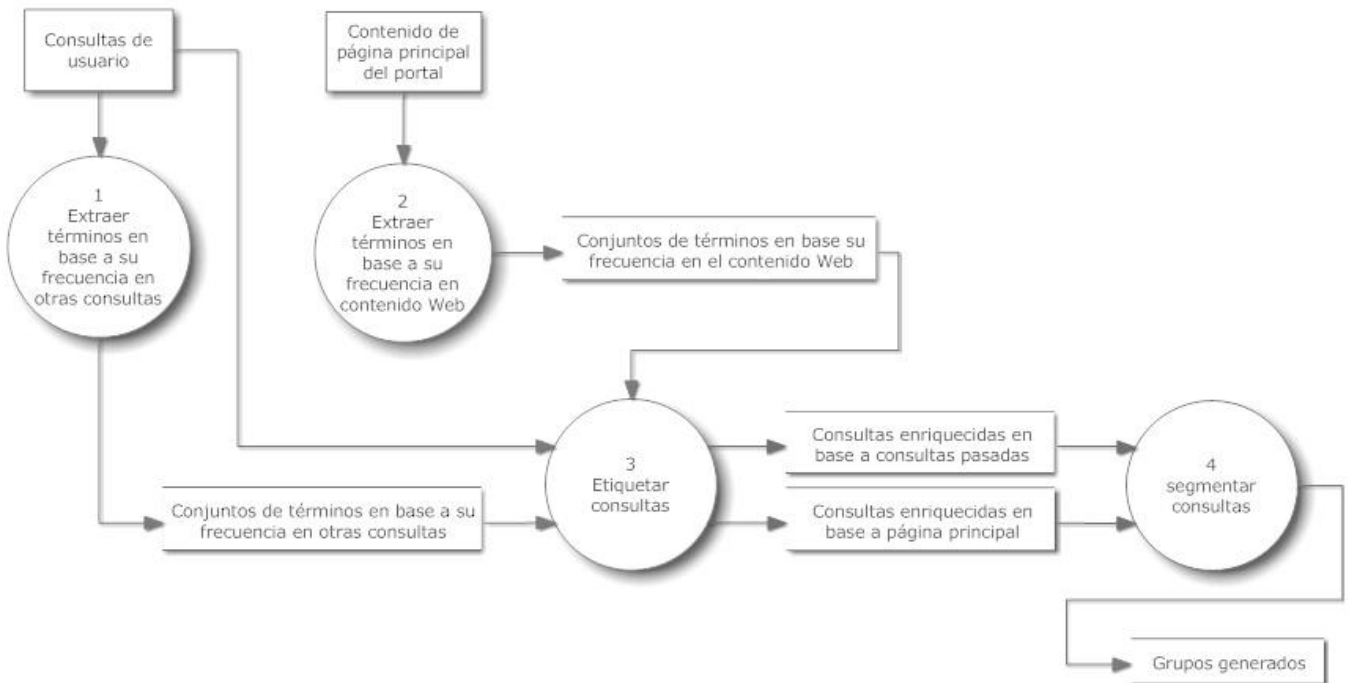 Consultas de
usuario
Contenido de
página principal
del portal
1
Extraer
términos en
base a su
frecuencia en
otras consultas
2
Extraer
términos en
base a su
frecuencia en
contenido Web
Conjuntos de términos en base su
frecuencia en el contenido Web
Conjuntos de términos en base a su
frecuencia en otras consultas
3
Etiquetar
consultas
Consultas enriquecidas en
base a consultas pasadas
Consultas enriquecidas en
base a página principal
4
segmentar
consultas
Grupos generados